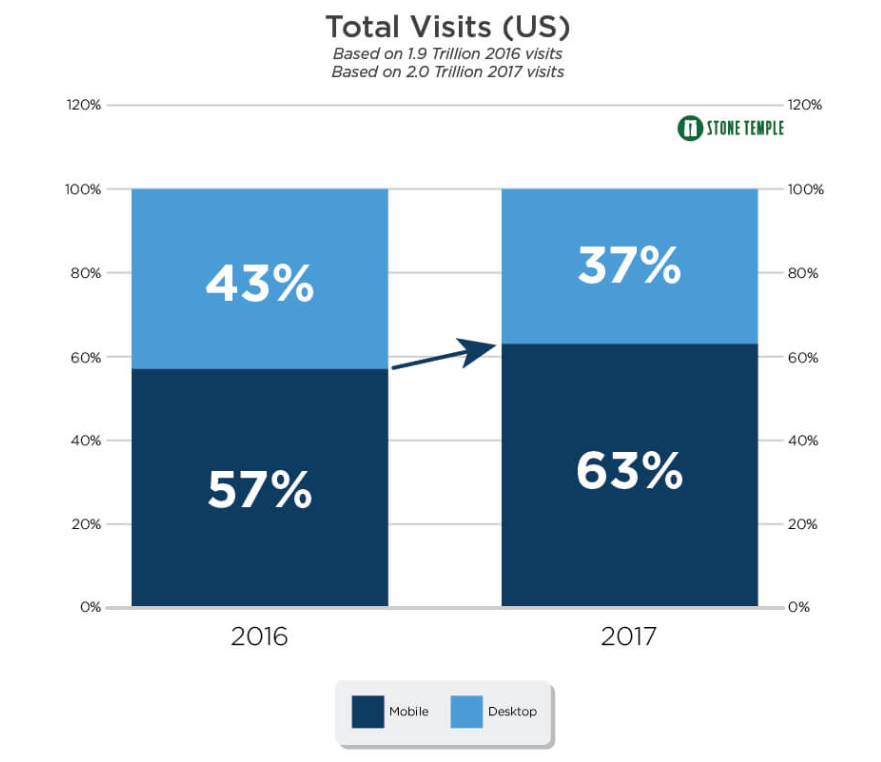 Total Visits (US)
Based on 1.9 Trillion 2016 visits
Based on 2.0 Trillion 2017 visits
120% 120%
STONE TEMPLE
100% 100%
43% 37%
80% 80%
60% 60%
40% 40%
57% 63%
20% 20%
0% 0%
2016 2017
Mobile Desktop